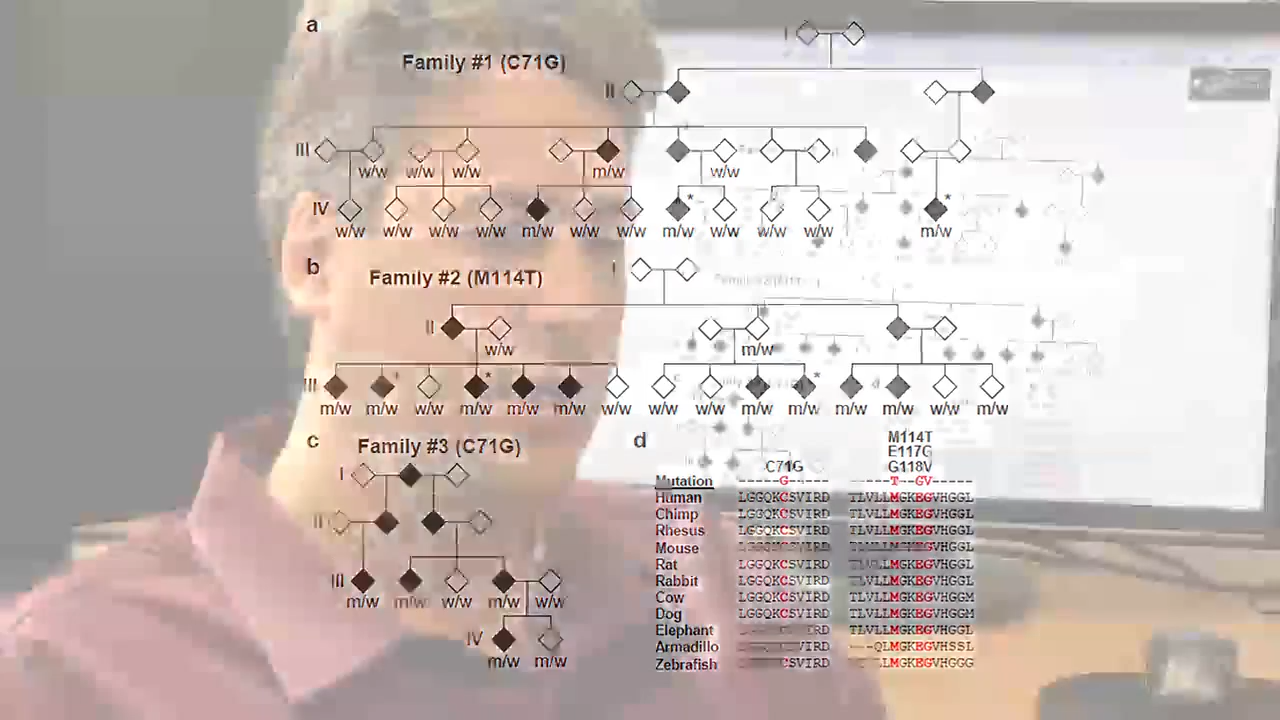 a
I
Family #1 (C71G)
II
III
w/w w/w w/w m/w w/w
IV
w/w w/w w/w w/w m/w w/w w/w m/w* w/w w/w w/w m/w*
b
I
Family #2 (M114T)
II
w/w m/w
III
m/w m/w* w/w m/w* m/w m/w w/w w/w w/w m/w m/w* m/w m/w w/w m/w
c
Family #3 (C71G)
I
II
III
m/w m/w w/w m/w w/w
IV
m/w m/w
d
M114T
E117G
C71G G118V
Mutation -----G----- -----T--GV-----
Human LGGQKCSVIRD TLVLLMGKEGVHGGL
Chimp LGGQKCSVIRD TLVLLMGKEGVHGGL
Rhesus LGGQKCSVIRD TLVLLMGKEGVHGGL
Mouse
Rat LGGQKCSVIRD TLVLLMGKEGVHGGL
Rabbit LGGQKCSVIRD TLVLLMGKEGVHGGL
Cow LGGQKCSVIRD TLVLLMGKEGVHGGM
Dog LGGQKCSVIRD TLVLLMGKEGVHGGM
Elephant TLVLLMGKEGVHGGL
Armadillo ---QLMGKEGVHSSL
Zebrafish